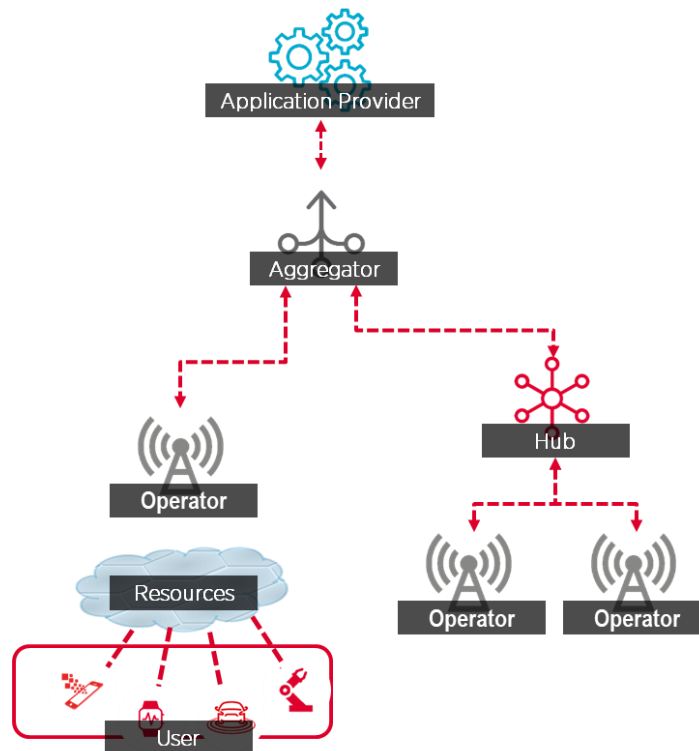 Application Provider
Aggregator
Hub
Operator
Operator
Operator
Resources
User